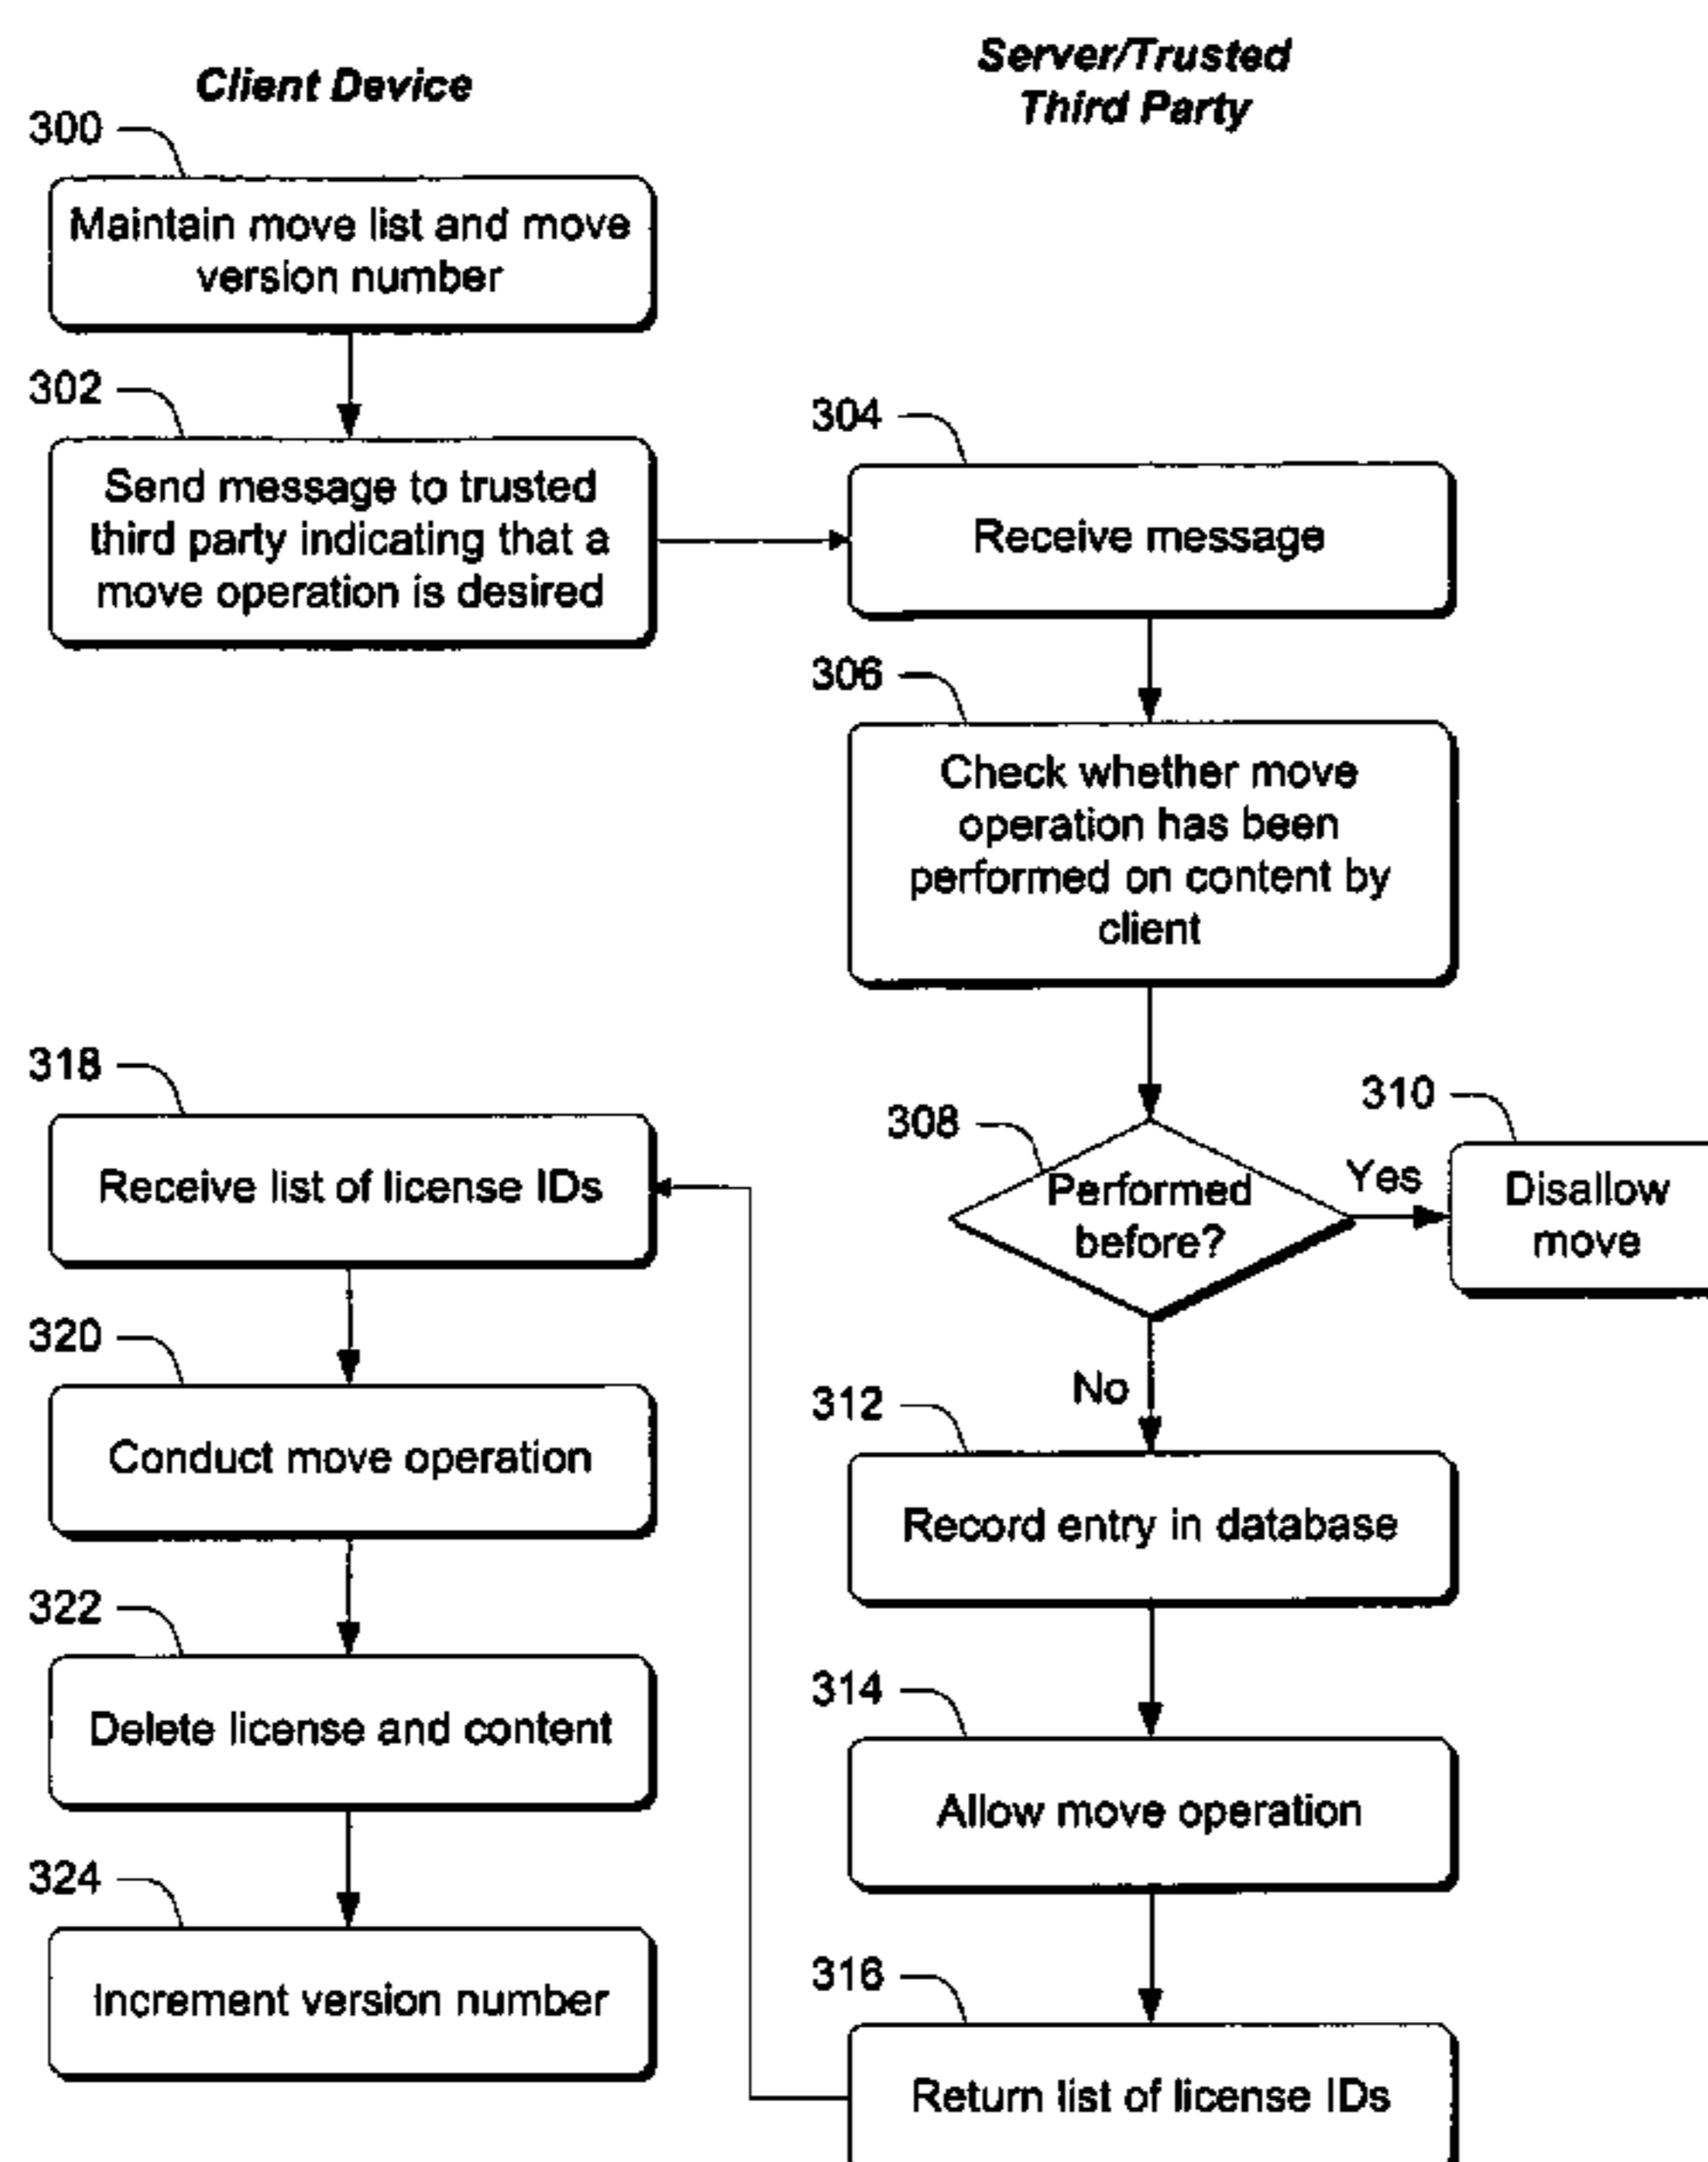 Client Device
Server/Trusted
Third Party
300
Maintain move list and move
version number
302
Send message to trusted
third party indicating that a
move operation is desired
304
Receive message
306
Check whether move
operation has been
performed on content by
client
308
Performed
before?
Yes
310
Disallow
move
No
312
Record entry in database
314
Allow move operation
316
Return list of license IDs
318
Receive list of license IDs
320
Conduct move operation
322
Delete license and content
324
Increment version number